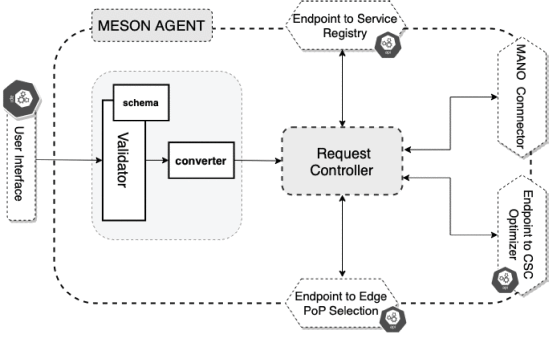 MESON AGENT
Endpoint to Service
Registry
MANO Connnector
schema
Validator
converter
Request
Controller
User Interface
Endpoint to CSC
Optimizer
Endpoint to Edge
PoP Selection